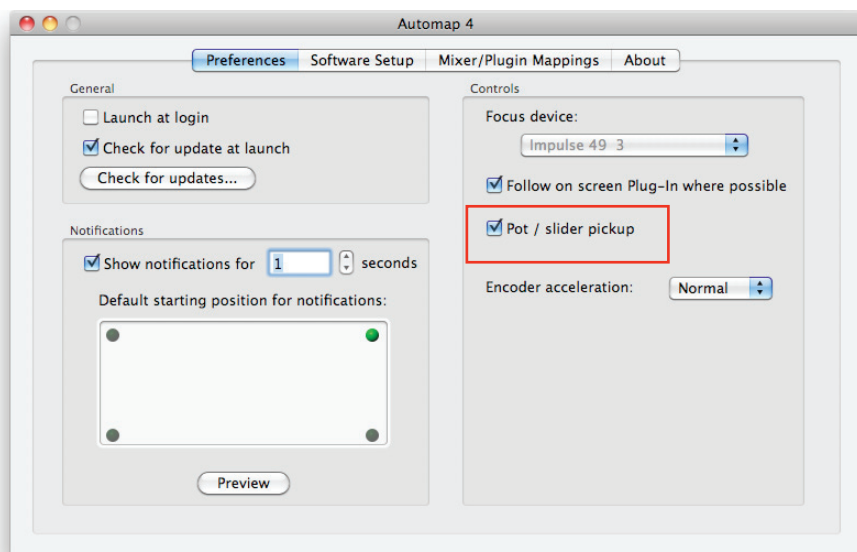 Automap 4
Preferences Software Setup Mixer/Plugin Mappings About
General
Launch at login
Check for update at launch
Check for updates...
Notifications
Show notifications for 1 seconds
Default starting position for notifications:
Preview
Controls
Focus device:
Impulse 49 3
Follow on screen Plug-In where possible
Pot / slider pickup
Encoder acceleration: Normal